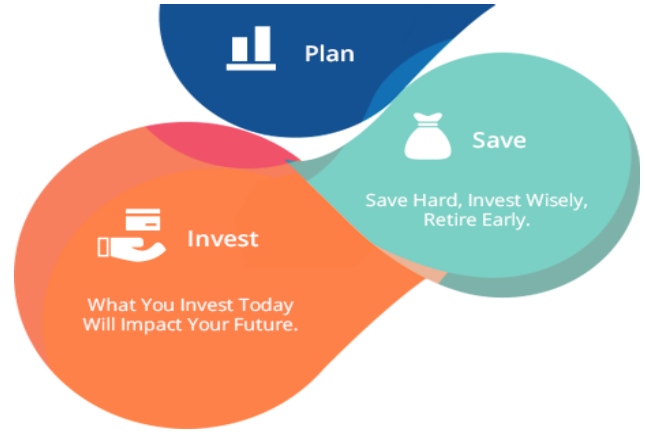 Plan
Save
Save Hard, Invest Wisely,
Retire Early.
Invest
What You Invest Today
Will Impact Your Future.